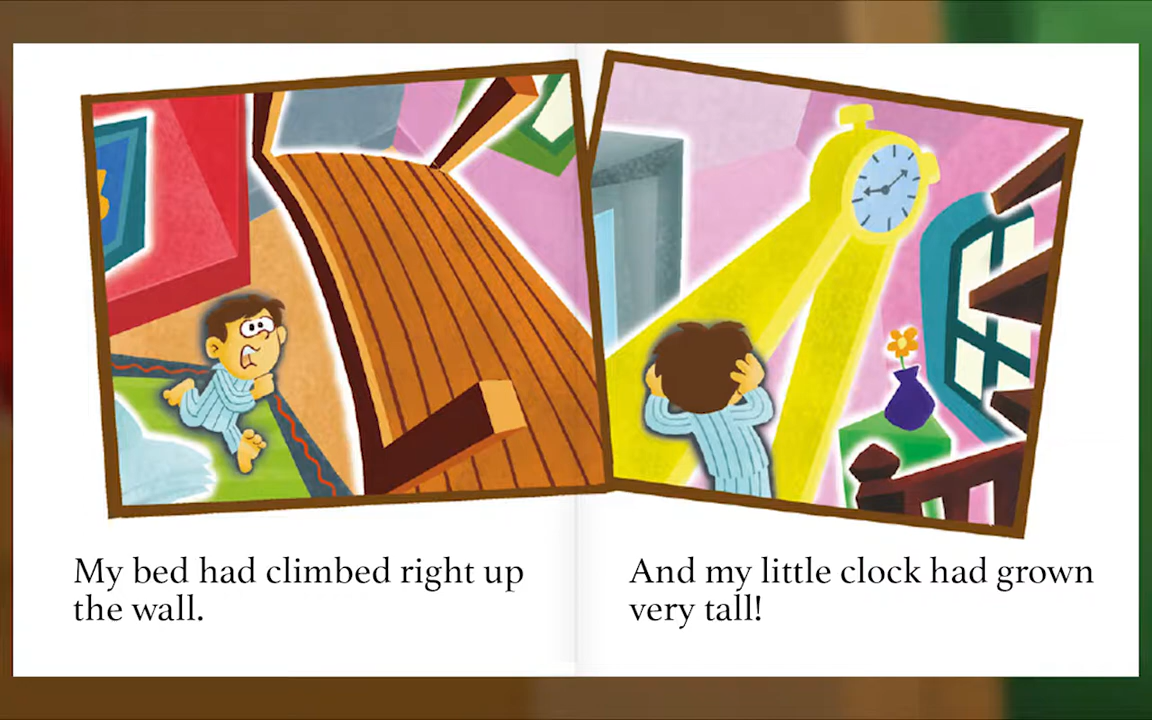 My bed had climbed right up
the wall.
And my little clock had grown
very tall!